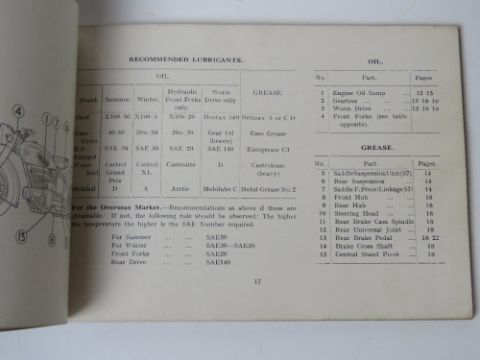 RECOMMENDED LUBRICANTS.
OIL.
Brand. Summer. Winter. Hydraulic Front Forks only Worm Drive only GREASE.
Shell X100-50 X100-30 X100-20 Dentax 140 Retinax A or C D
Esso Extra 40/50 20w/30 20w/30 Gear Oil (heavy) Esso Grease
B.P. Energol SAE 50 SAE 30 SAE 20 SAE 140 Energrease C3
Wakefield. Castrol Grand Prix Castrol XL Castrolite D Castrolease (heavy)
Mobiloil D A Arctic Mobilube C Mobil Grease No. 2
For the Overseas Market.—Recommendations as above if these are
obtainable. If not, the following rule should be observed: The higher
the temperature the higher is the SAE Number required.
For Summer ... ... SAE50
For Winter ... ... SAE30—SAE20
Front Forks ... ... SAE20
Rear Drive ... ... SAE140
17
OIL.
No. Part. Pages
1 Engine Oil Sump ... 12 15
2 Gearbox ... ... ... 13 18 19
3 Worm Drive ... ... 13 14 19
4 Front Forks (see table
opposite).
GREASE.
No. Part. Pages.
5 Saddle Suspension Unit (S7) 14
6 Rear Suspension ... 14
7 Saddle F. Pivot Linkage S7) 14
8 Front Hub ... ... 18
9 Rear Hub ... ... 18
10 Steering Head ... ... 18
11 Rear Brake Cam Spindle 18
12 Rear Universal Joint ... 18
13 Rear Brake Pedal ... 18 22
14 Brake Cross Shaft ... 18
15 Central Stand Pivot ... 18
4
1
7
5
15
13
11